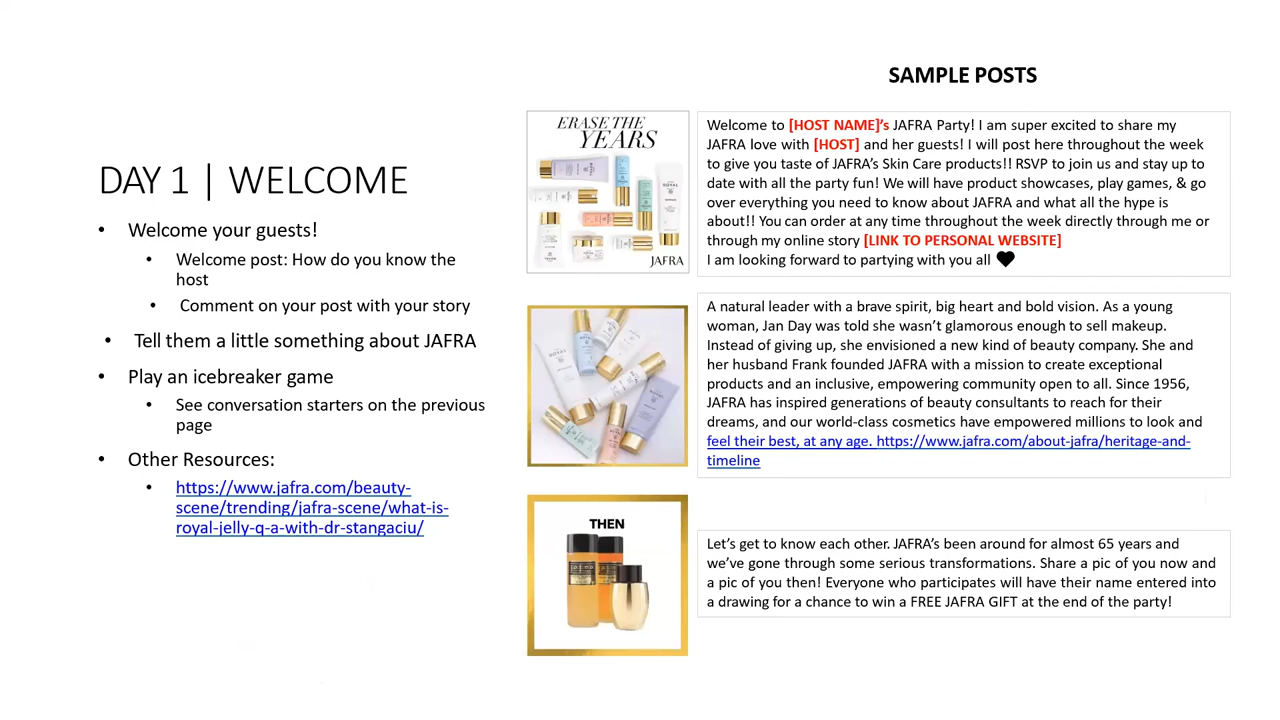 SAMPLE POSTS
DAY 1 | WELCOME
• Welcome your guests!
• Welcome post: How do you know the
host
• Comment on your post with your story
• Tell them a little something about JAFRA
• Play an icebreaker game
• See conversation starters on the previous
page
• Other Resources:
• https://www.jafra.com/beauty-
scene/trending/jafra-scene/what-is-
royal-jelly-q-a-with-dr-stangaciu/
ERASE THE
YEARS
JAFRA
Welcome to [HOST NAME]’s JAFRA Party! I am super excited to share my
JAFRA love with [HOST] and her guests! I will post here throughout the week
to give you taste of JAFRA’s Skin Care products!! RSVP to join us and stay up to
date with all the party fun! We will have product showcases, play games, & go
over everything you need to know about JAFRA and what all the hype is
about!! You can order at any time throughout the week directly through me or
through my online story [LINK TO PERSONAL WEBSITE]
I am looking forward to partying with you all 🖤
ROYAL
A natural leader with a brave spirit, big heart and bold vision. As a young
woman, Jan Day was told she wasn’t glamorous enough to sell makeup.
Instead of giving up, she envisioned a new kind of beauty company. She and
her husband Frank founded JAFRA with a mission to create exceptional
products and an inclusive, empowering community open to all. Since 1956,
JAFRA has inspired generations of beauty consultants to reach for their
dreams, and our world-class cosmetics have empowered millions to look and
feel their best, at any age. https://www.jafra.com/about-jafra/heritage-and-
timeline
THEN
Let’s get to know each other. JAFRA’s been around for almost 65 years and
we’ve gone through some serious transformations. Share a pic of you now and
a pic of you then! Everyone who participates will have their name entered into
a drawing for a chance to win a FREE JAFRA GIFT at the end of the party!